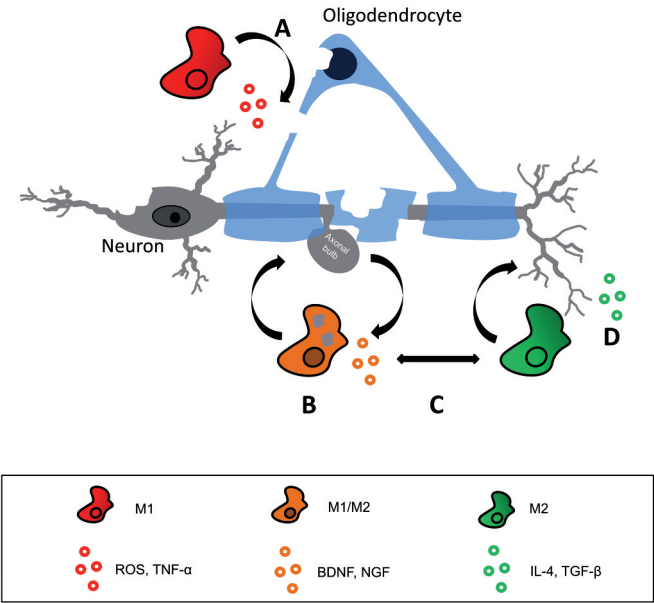 Oligodendrocyte
A
Neuron
Axonal
bulb
B
C
D
M1
M1/M2
M2
ROS, TNF-α
BDNF, NGF
IL-4, TGF-β